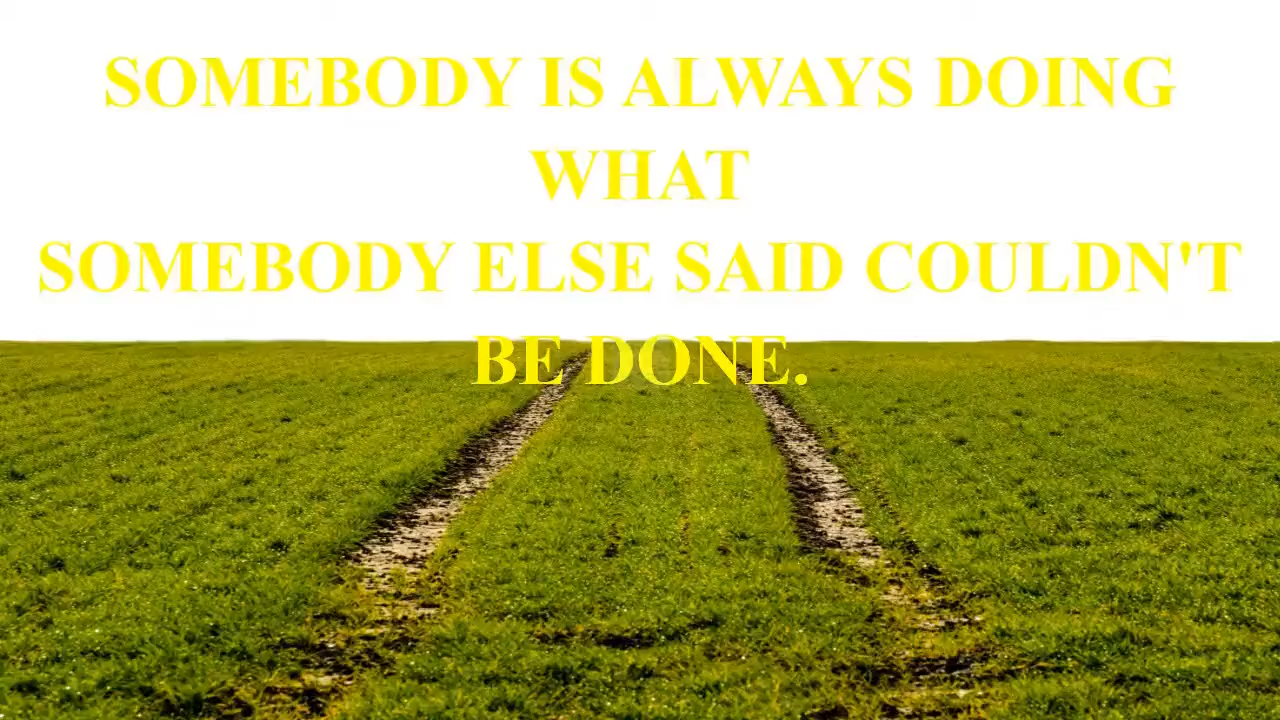 SOMEBODY IS ALWAYS DOING
WHAT
SOMEBODY ELSE SAID COULDN'T
BE DONE.